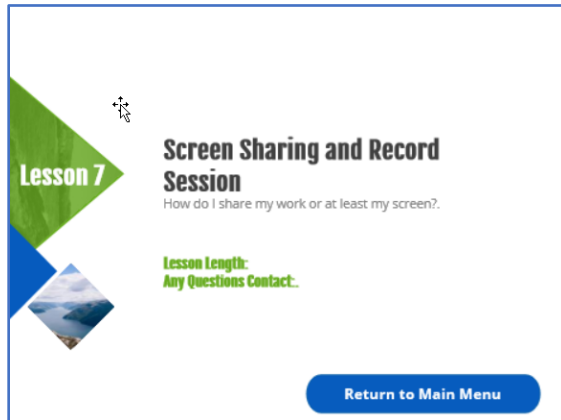 Lesson 7
Screen Sharing and Record
Session
How do I share my work or at least my screen?.
Lesson Length:
Any Questions Contact:.
Return to Main Menu